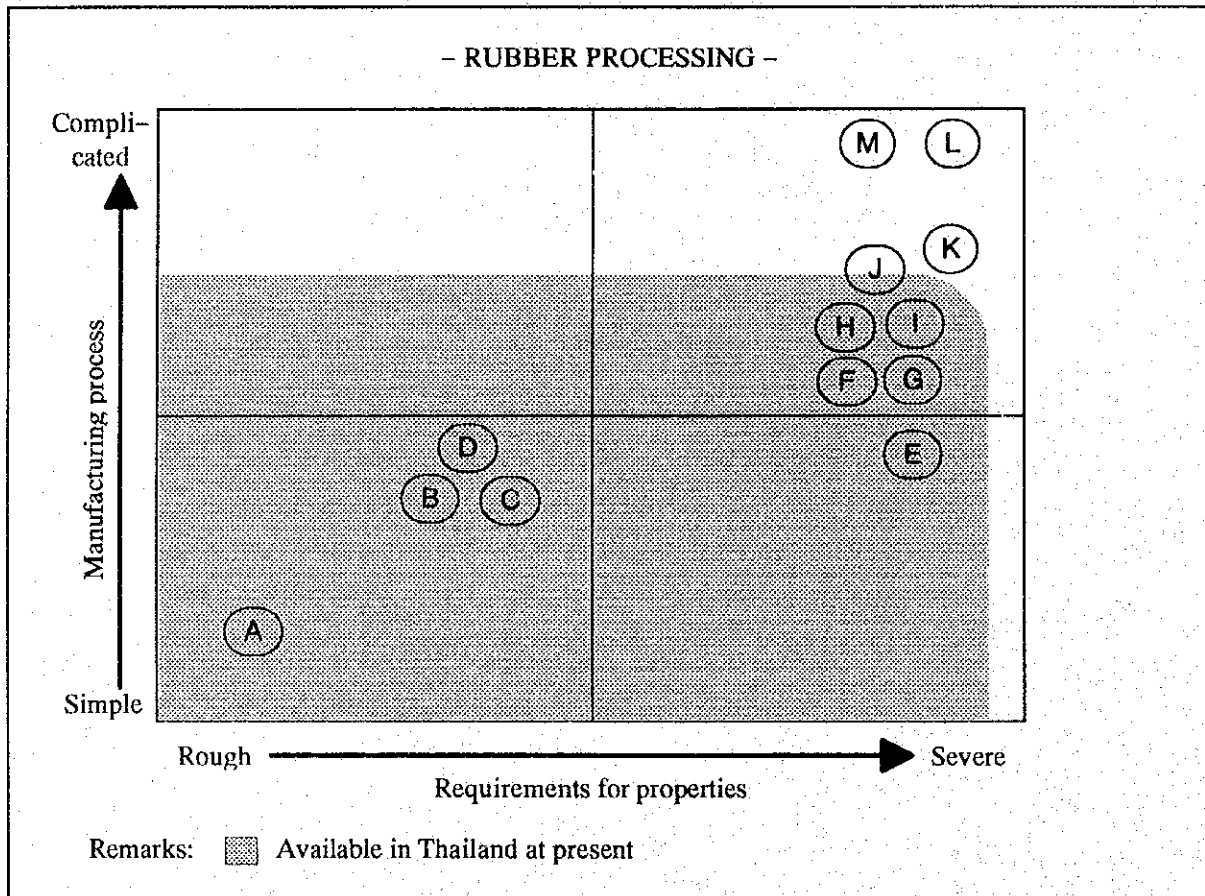 – RUBBER PROCESSING –
Compli–
cated
M L
K
J
H I
F G
D
E
B C
A
Manufacturing process
Simple
Rough
Severe
Requirements for properties
Remarks: Available in Thailand at present